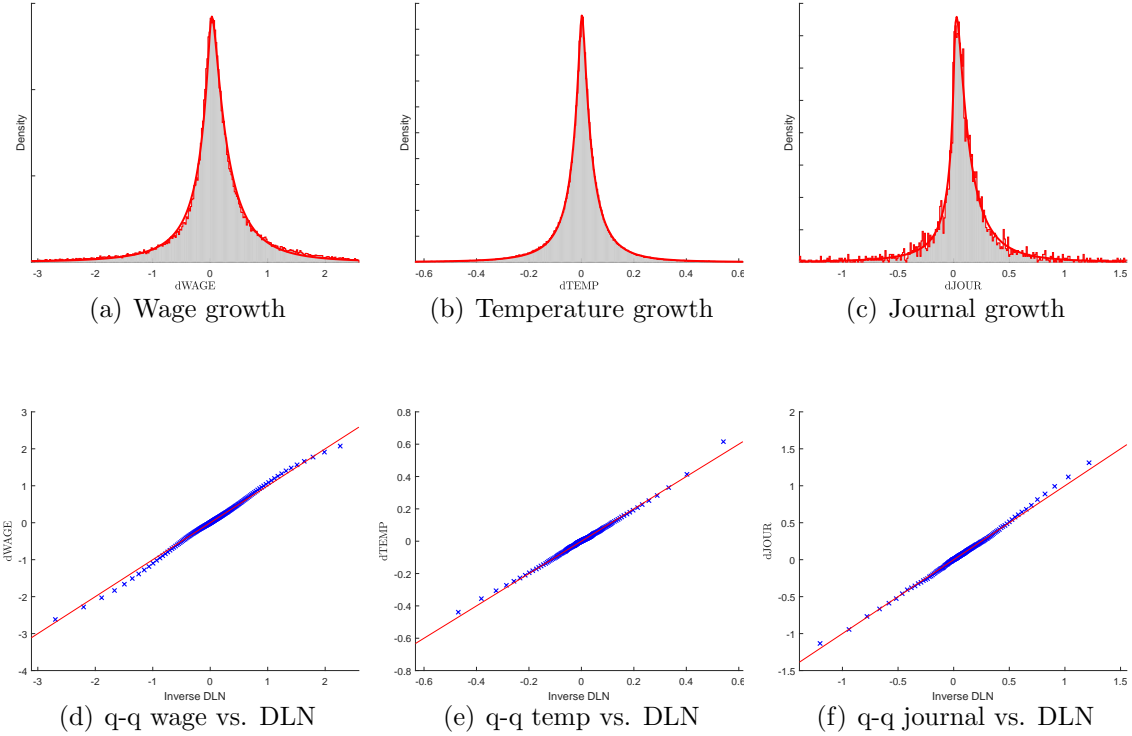 Density
-3 -2 -1 0 1 2
dWAGE
(a) Wage growth
Density
-0.6 -0.4 -0.2 0 0.2 0.4 0.6
dTEMP
(b) Temperature growth
Density
-1 -0.5 0 0.5 1 1.5
dJOUR
(c) Journal growth
3
2
1
0
-1
-2
-3
-4
dWAGE
-3 -2 -1 0 1 2
Inverse DLN
(d) q-q wage vs. DLN
0.8
0.6
0.4
0.2
0
-0.2
-0.4
-0.6
-0.8
dTEMP
-0.6 -0.4 -0.2 0 0.2 0.4 0.6
Inverse DLN
(e) q-q temp vs. DLN
2
1.5
1
0.5
0
-0.5
-1
-1.5
dJOUR
-1 -0.5 0 0.5 1 1.5
Inverse DLN
(f) q-q journal vs. DLN